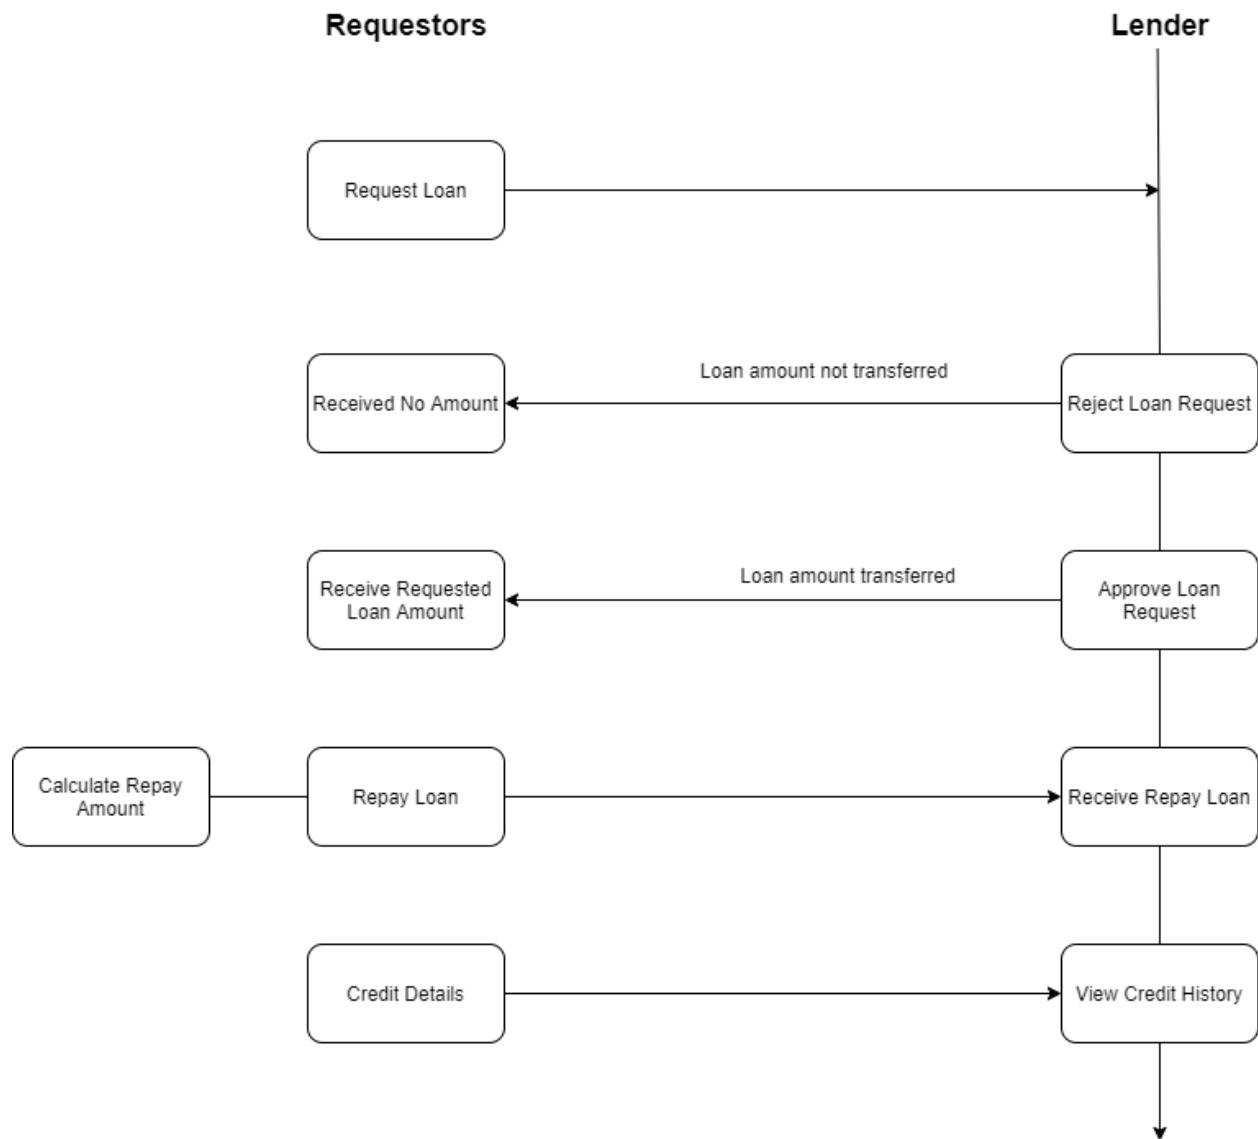 Requestors
Lender
Request Loan
Loan amount not transferred
Received No Amount
Reject Loan Request
Loan amount transferred
Receive Requested
Loan Amount
Approve Loan
Request
Calculate Repay
Amount
Repay Loan
Receive Repay Loan
Credit Details
View Credit History